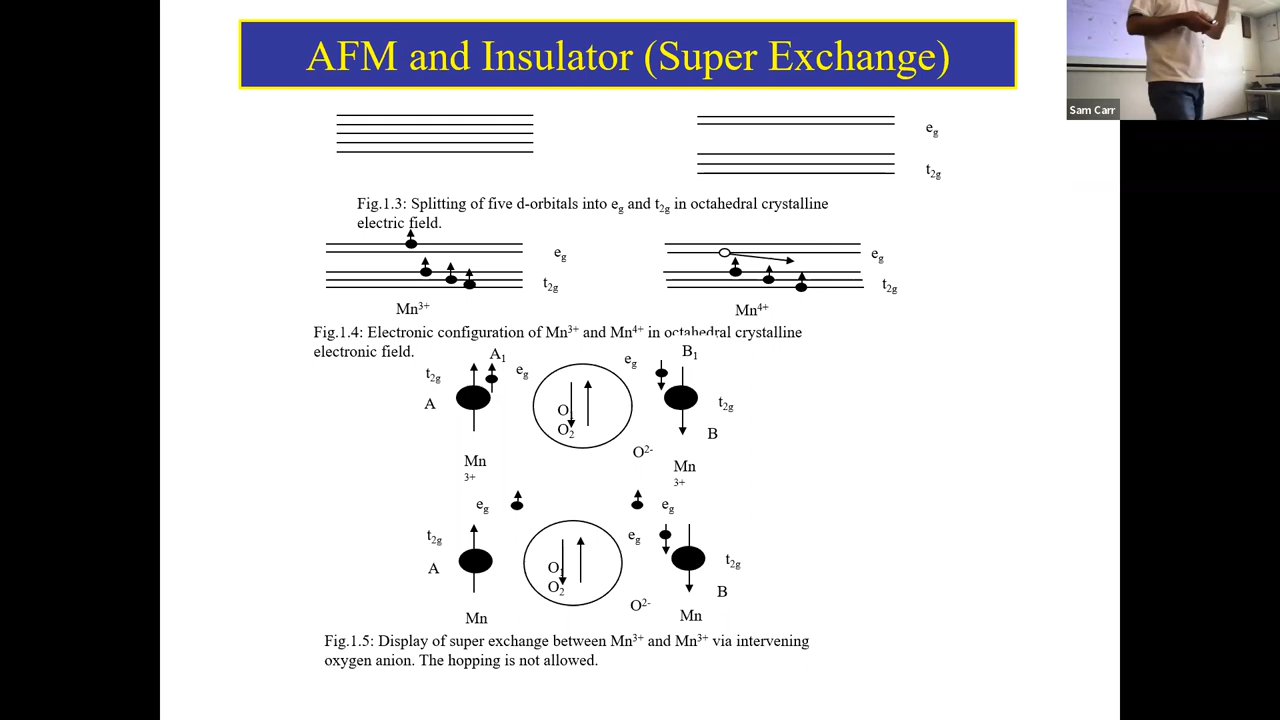 AFM and Insulator (Super Exchange)
Sam Carr
e_g
t_2g
Fig.1.3: Splitting of five d-orbitals into e_g and t_2g in octahedral crystalline
electric field.
e_g
t_2g
e_g
t_2g
Mn³⁺
Mn⁴⁺
Fig.1.4: Electronic configuration of Mn³⁺ and Mn⁴⁺ in octahedral crystalline
electronic field.
A₁
e_g
e_g
B₁
t_2g
t_2g
A
O
O₂
B
O²⁻
Mn
3+
Mn
3+
e_g
e_g
t_2g
e_g
t_2g
A
O₁
O₂
B
O²⁻
Mn
Mn
Fig.1.5: Display of super exchange between Mn³⁺ and Mn³⁺ via intervening
oxygen anion. The hopping is not allowed.